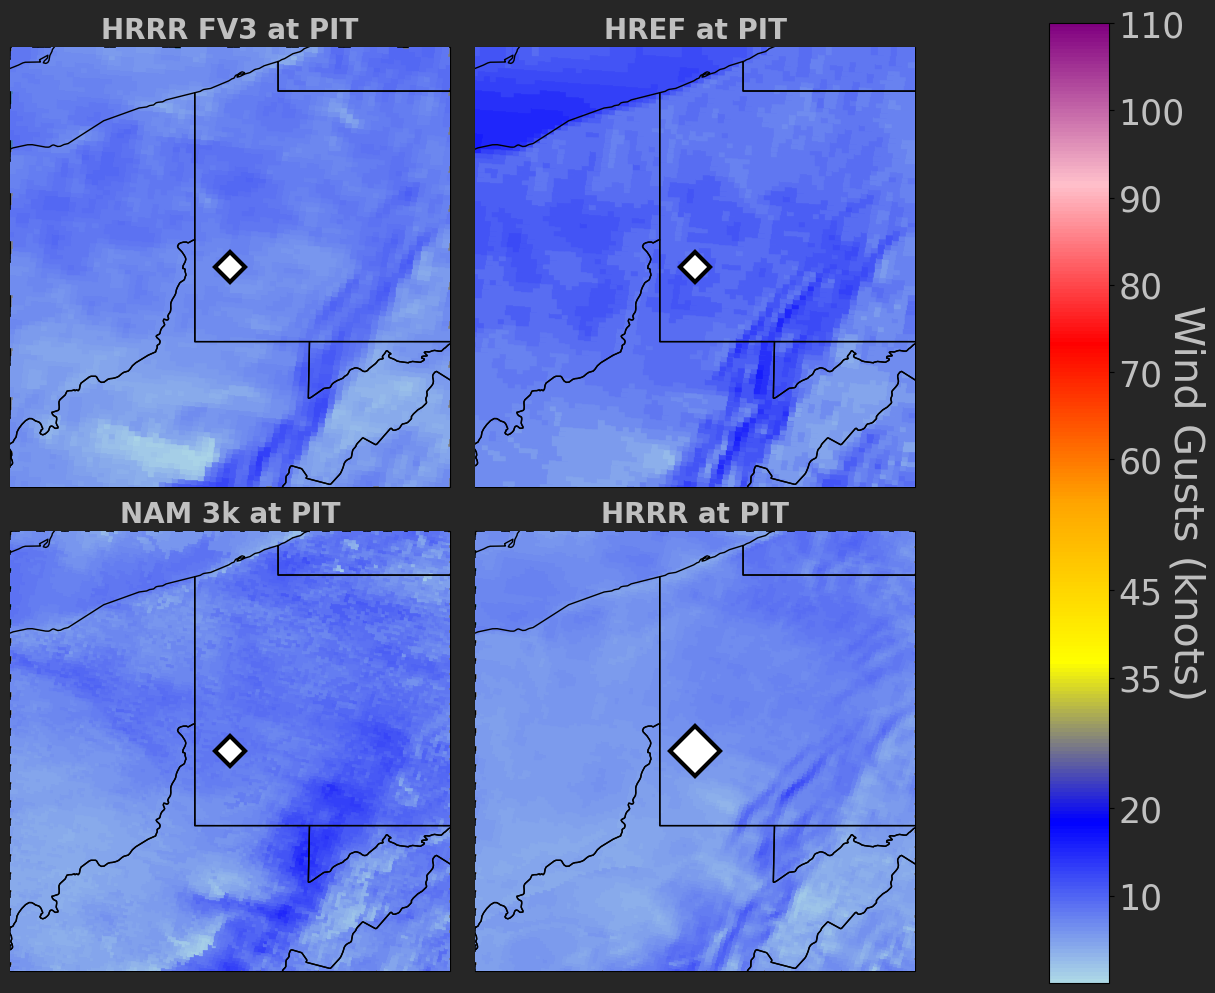 HRRR FV3 at PIT
HREF at PIT
NAM 3k at PIT
HRRR at PIT
110
100
90
80
70
60
45
35
20
10
Wind Gusts (knots)